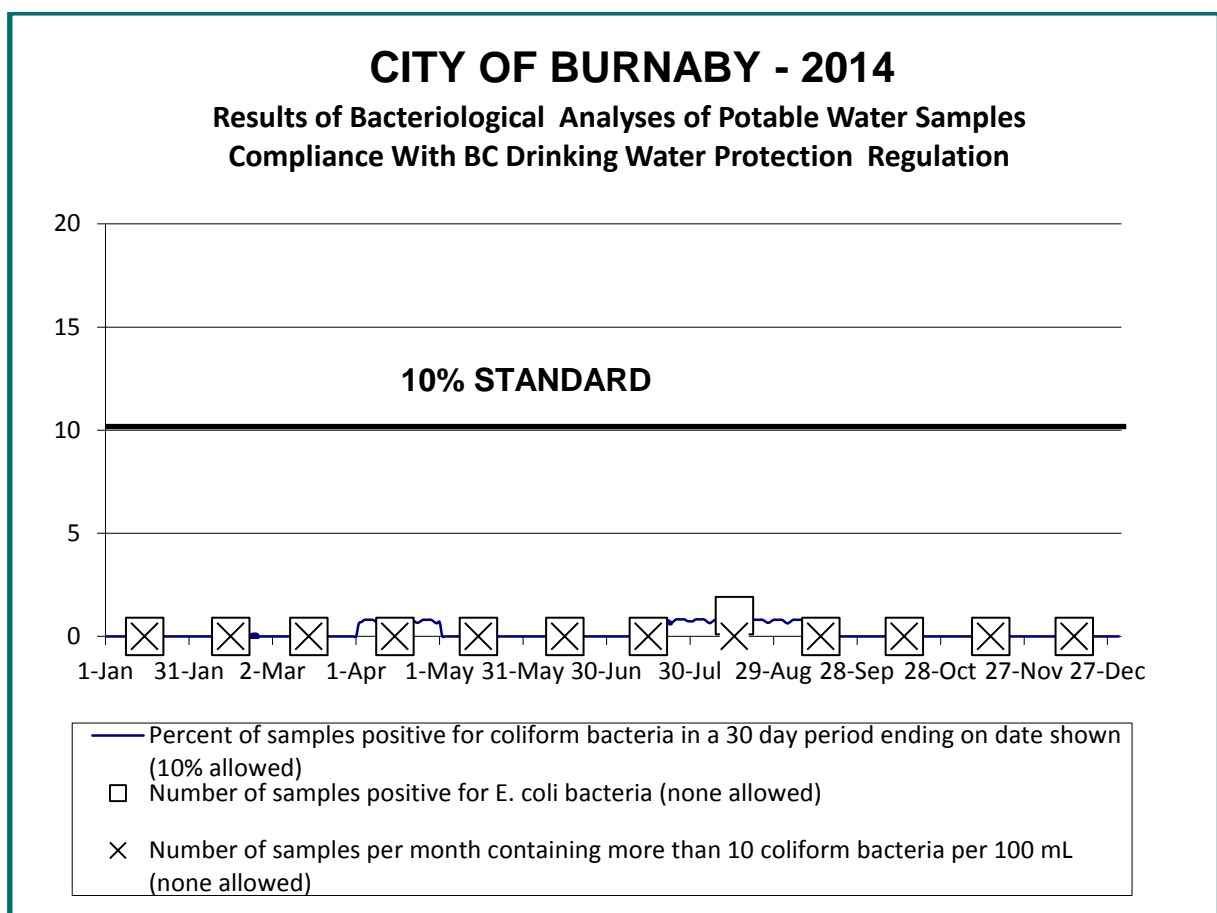 CITY OF BURNABY - 2014
Results of Bacteriological Analyses of Potable Water Samples
Compliance With BC Drinking Water Protection Regulation
20
15
10% STANDARD
10
5
0
1-Jan 31-Jan 2-Mar 1-Apr 1-May 31-May 30-Jun 30-Jul 29-Aug 28-Sep 28-Oct 27-Nov 27-Dec
Percent of samples positive for coliform bacteria in a 30 day period ending on date shown
(10% allowed)
Number of samples positive for E. coli bacteria (none allowed)
Number of samples per month containing more than 10 coliform bacteria per 100 mL
(none allowed)